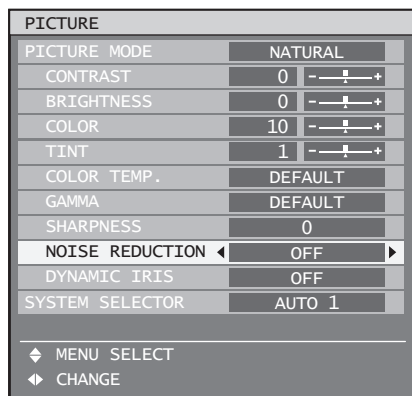 PICTURE
PICTURE MODE NATURAL
CONTRAST 0 - +
BRIGHTNESS 0 - +
COLOR 10 - +
TINT 1 - +
COLOR TEMP. DEFAULT
GAMMA DEFAULT
SHARPNESS 0
NOISE REDUCTION OFF
DYNAMIC IRIS OFF
SYSTEM SELECTOR AUTO 1
MENU SELECT
CHANGE